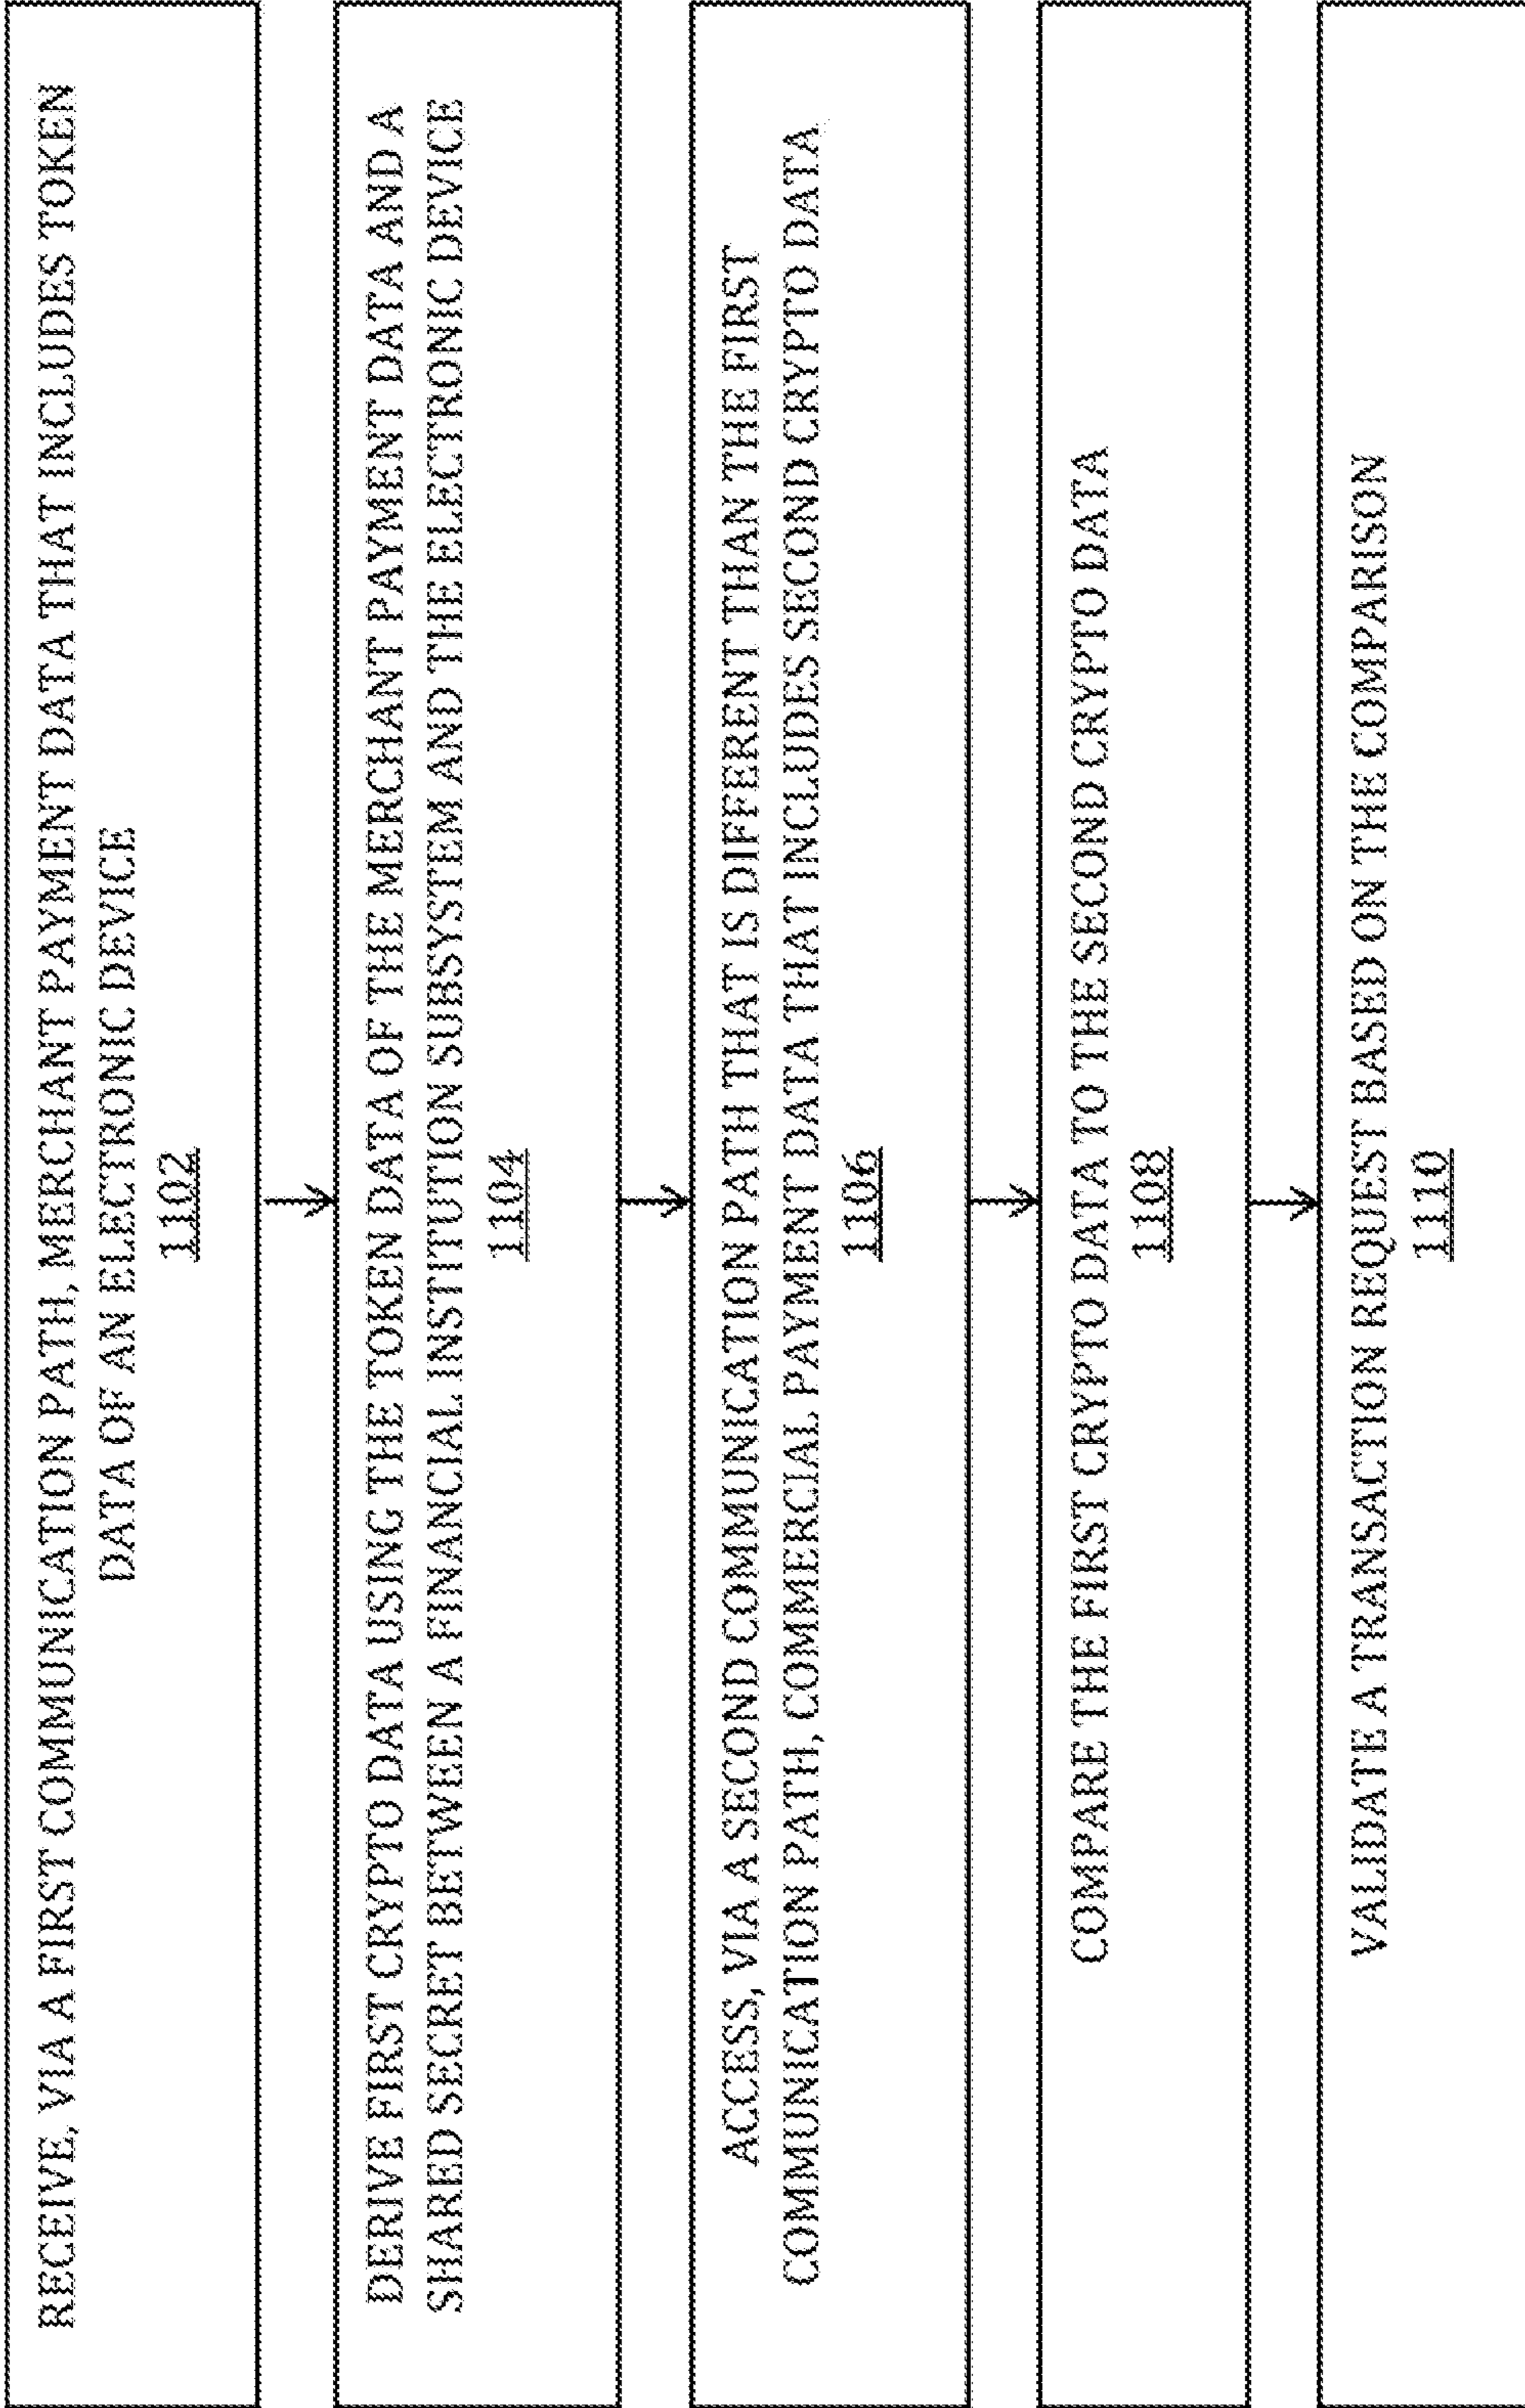 RECEIVE, VIA A FIRST COMMUNICATION PATH, MERCHANT PAYMENT DATA THAT INCLUDES TOKEN
DATA OF AN ELECTRONIC DEVICE
1102
DERIVE FIRST CRYPTO DATA USING THE TOKEN DATA OF THE MERCHANT PAYMENT DATA AND A
SHARED SECRET BETWEEN A FINANCIAL INSTITUTION SUBSYSTEM AND THE ELECTRONIC DEVICE
1104
ACCESS, VIA A SECOND COMMUNICATION PATH THAT IS DIFFERENT THAN THE FIRST
COMMUNICATION PATH, COMMERCIAL PAYMENT DATA THAT INCLUDES SECOND CRYPTO DATA
1106
COMPARE THE FIRST CRYPTO DATA TO THE SECOND CRYPTO DATA
1108
VALIDATE A TRANSACTION REQUEST BASED ON THE COMPARISON
1110